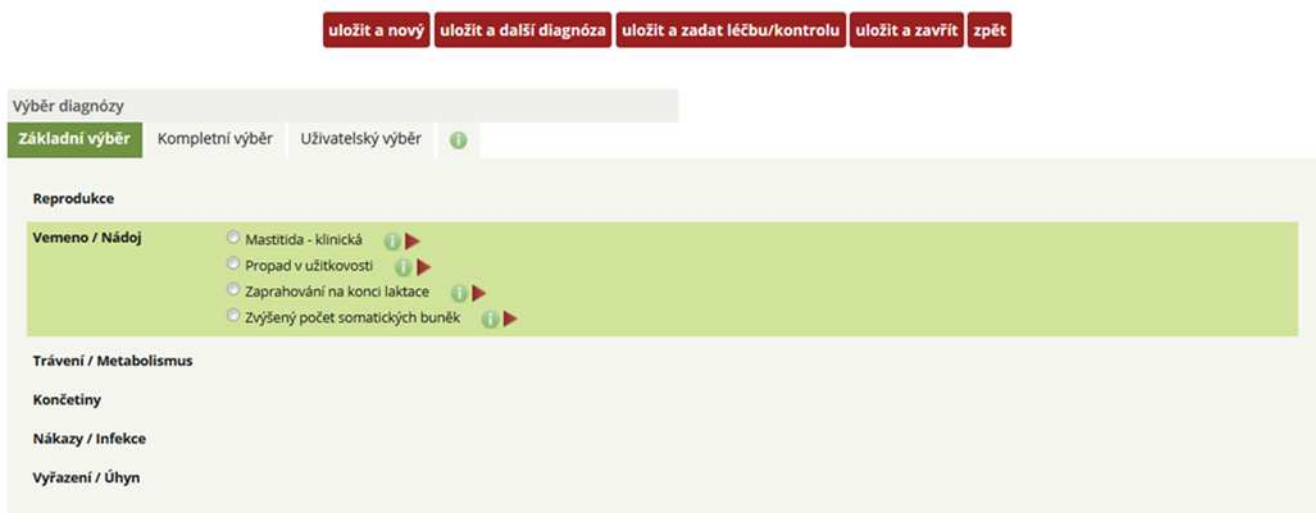 uložit a nový uložit a další diagnóza uložit a zadat léčbu/kontrolu uložit a zavřít zpět
Výběr diagnózy
Základní výběr Kompletní výběr Uživatelský výběr
Reprodukce
Vemeno / Nádoj Mastitida - klinická
Propad v užitkovosti
Zaprahování na konci laktace
Zvýšený počet somatických buněk
Trávení / Metabolismus
Končetiny
Nákazy / Infekce
Vyřazení / Úhyn